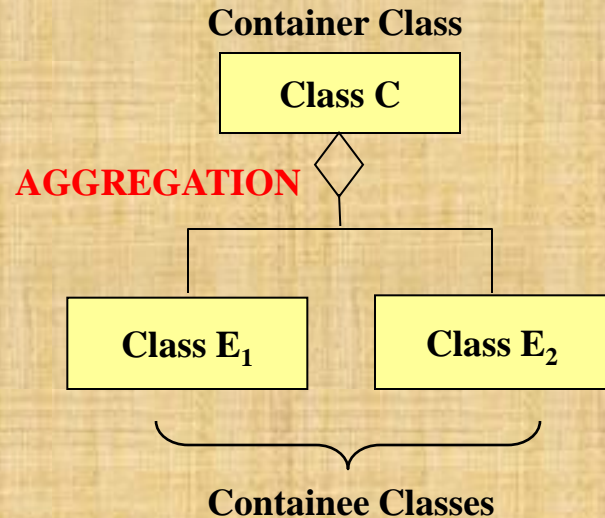 Container Class
Class C
AGGREGATION
Class E₁
Class E₂
Containee Classes